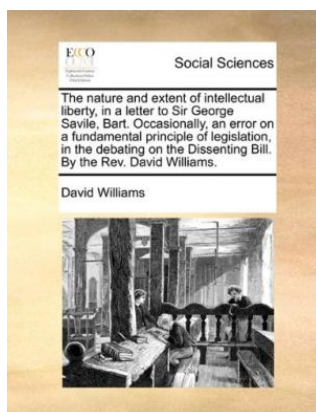 ECCO
Social Sciences
The nature and extent of intellectual
liberty, in a letter to Sir George
Savile, Bart. Occasionally, an error on
a fundamental principle of legislation,
in the debating on the Dissenting Bill.
By the Rev. David Williams.
David Williams